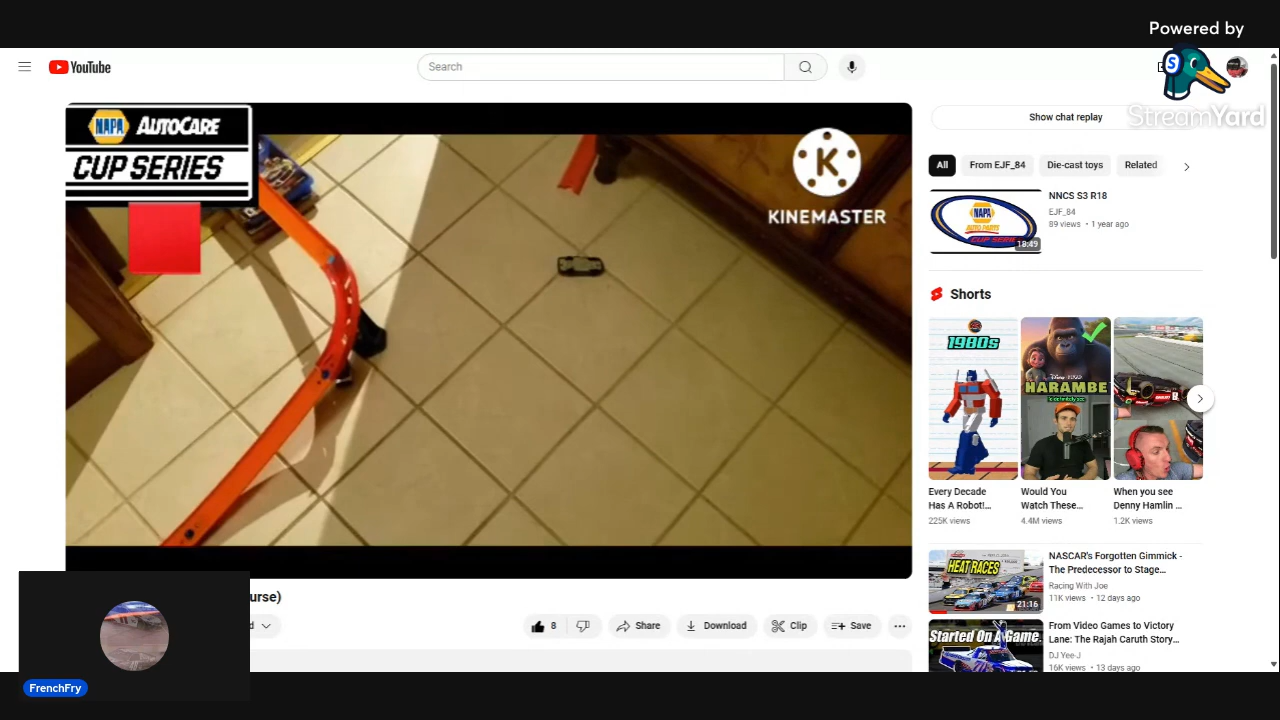 Powered by
StreamYard
YouTube
Search
NAPA AUTOCARE
CUP SERIES
K
KINEMASTER
Show chat replay
All
From EJF_84
Die-cast toys
Related
NAPA
AUTO PARTS
CUP SERIES
18:49
NNCS S3 R18
EJF_84
89 views • 1 year ago
Shorts
1980s
HARAMBE
Every Decade
Has A Robot!...
225K views
Would You
Watch These...
4.4M views
When you see
Denny Hamlin ...
1.2K views
HEAT RACES
21:16
NASCAR's Forgotten Gimmick -
The Predecessor to Stage...
Racing With Joe
11K views • 12 days ago
Started On A Game.
From Video Games to Victory
Lane: The Rajah Caruth Story...
DJ Yee-J
16K views • 13 days ago
urse)
d
8
Share
Download
Clip
Save
FrenchFry